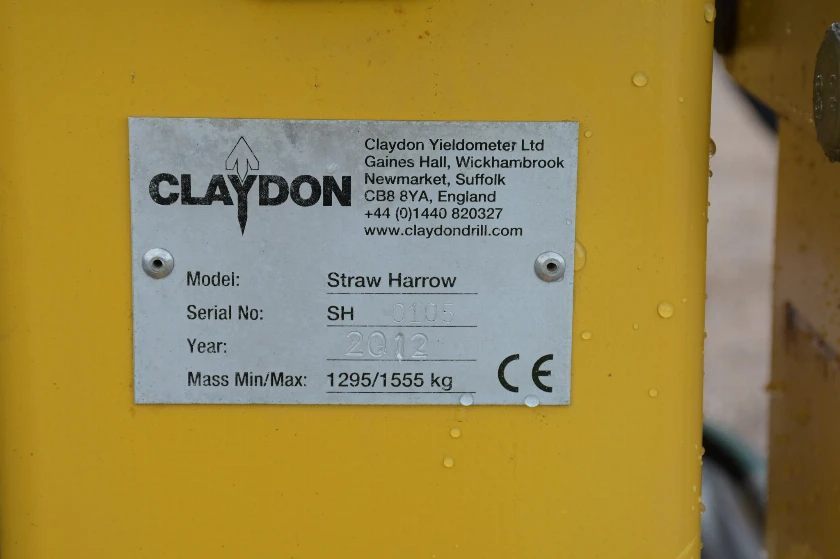 CLAYDON
Claydon Yieldometer Ltd
Gaines Hall, Wickhambrook
Newmarket, Suffolk
CB8 8YA, England
+44 (0)1440 820327
www.claydondrill.com
Model: Straw Harrow
Serial No: SH 0105
Year: 2012
Mass Min/Max: 1295/1555 kg
CE